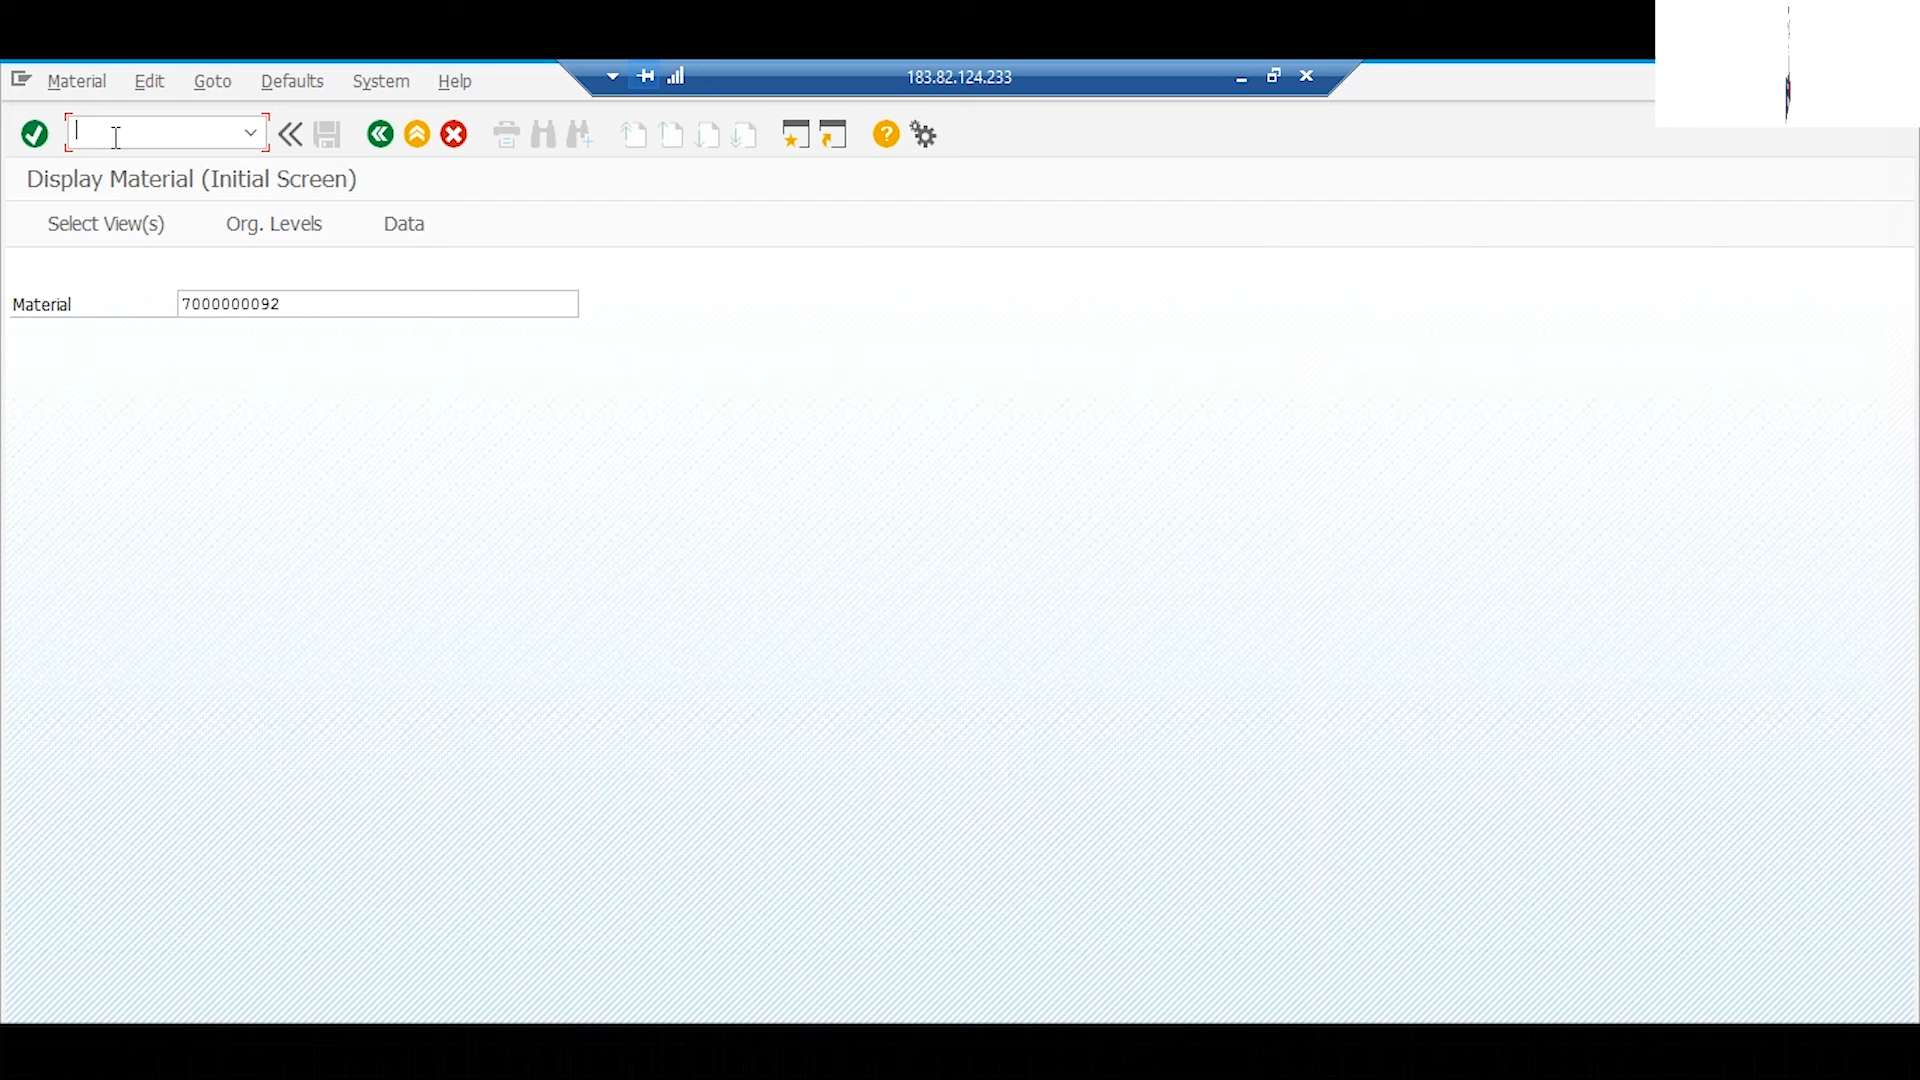 183.82.124.233
Material Edit Goto Defaults System Help
Display Material (Initial Screen)
Select View(s) Org. Levels Data
Material 7000000092